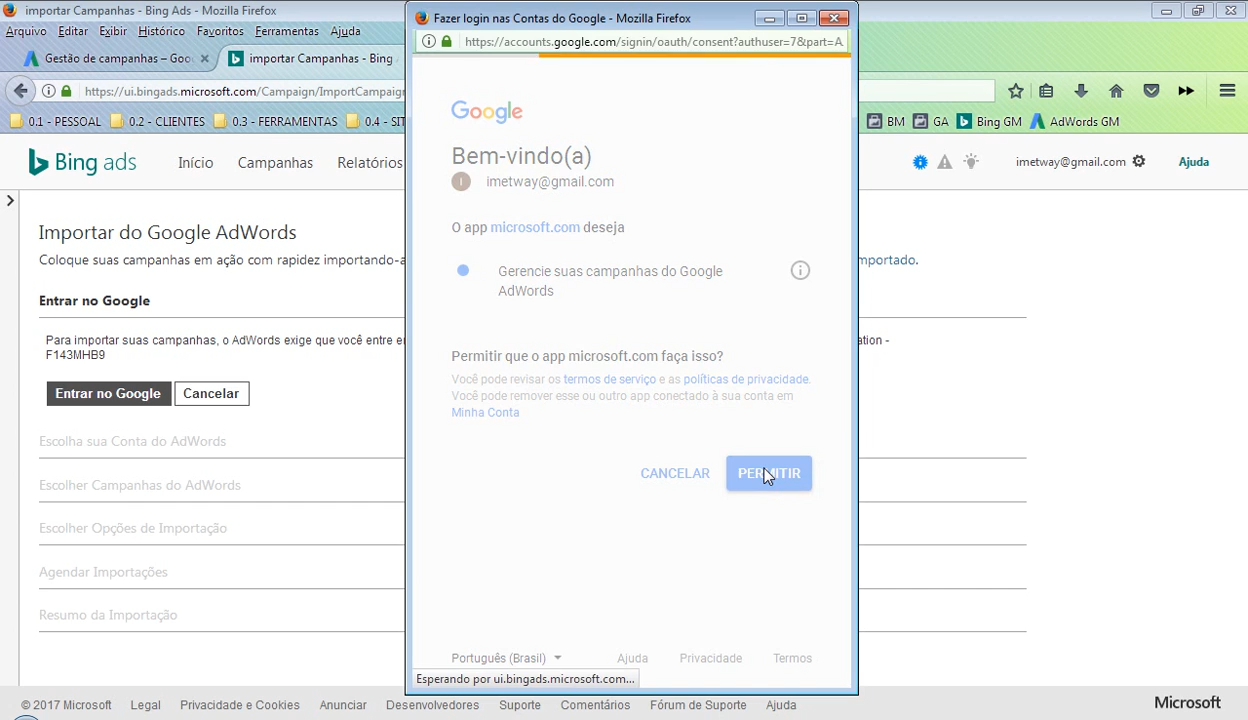 importar Campanhas - Bing Ads - Mozilla Firefox
Arquivo Editar Exibir Histórico Favoritos Ferramentas Ajuda
Gestão de campanhas – Goo
importar Campanhas - Bing
https://ui.bingads.microsoft.com/Campaign/ImportCampaign
0.1 - PESSOAL 0.2 - CLIENTES 0.3 - FERRAMENTAS 0.4 - SIT
BM GA Bing GM AdWords GM
Bing ads Início Campanhas Relatórios
imetway@gmail.com Ajuda
Importar do Google AdWords
Coloque suas campanhas em ação com rapidez importando-a
importado.
Entrar no Google
Para importar suas campanhas, o AdWords exige que você entre e
ation -
F143MHB9
Entrar no Google Cancelar
Escolha sua Conta do AdWords
Escolher Campanhas do AdWords
Escolher Opções de Importação
Agendar Importações
Resumo da Importação
Fazer login nas Contas do Google - Mozilla Firefox
https://accounts.google.com/signin/oauth/consent?authuser=7&part=A
Google
Bem-vindo(a)
I imetway@gmail.com
O app microsoft.com deseja
Gerencie suas campanhas do Google
AdWords
Permitir que o app microsoft.com faça isso?
Você pode revisar os termos de serviço e as políticas de privacidade.
Você pode remover esse ou outro app conectado à sua conta em
Minha Conta
CANCELAR PERMITIR
Português (Brasil) Ajuda Privacidade Termos
Esperando por ui.bingads.microsoft.com...
© 2017 Microsoft Legal Privacidade e Cookies Anunciar Desenvolvedores Suporte Comentários Fórum de Suporte Ajuda Microsoft